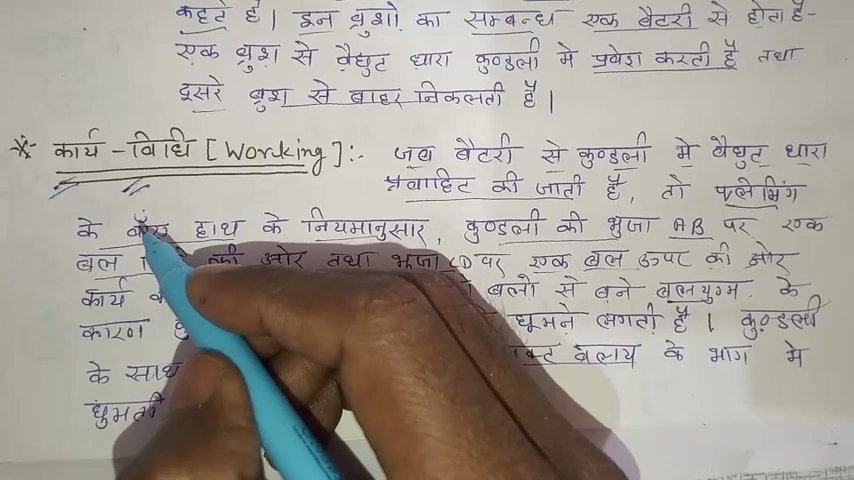 कहते है। इन ब्रुशो का सम्बन्ध एक बैटरी से होता है-
एक ब्रुश से वैद्युट धारा कुण्डली मे प्रवेश करती है तथा
दूसरे ब्रुश से बाहर निकलती है।
कार्य - विधि [Working]:- जब बैटरी से कुण्डली मे वैद्युट धारा
प्रवाहित की जाती है, तो फ्लेमिंग
के हाथ के नियमानुसार, कुण्डली की भुजा AB पर एक
बल की ओर तथा भुजा CD पर एक बल ऊपर की ओर
कार्य बलों से बने बलयुग्म के
कारण घूमने लगती है। कुण्डली
के साथ वलय के भाग मे
घुमती